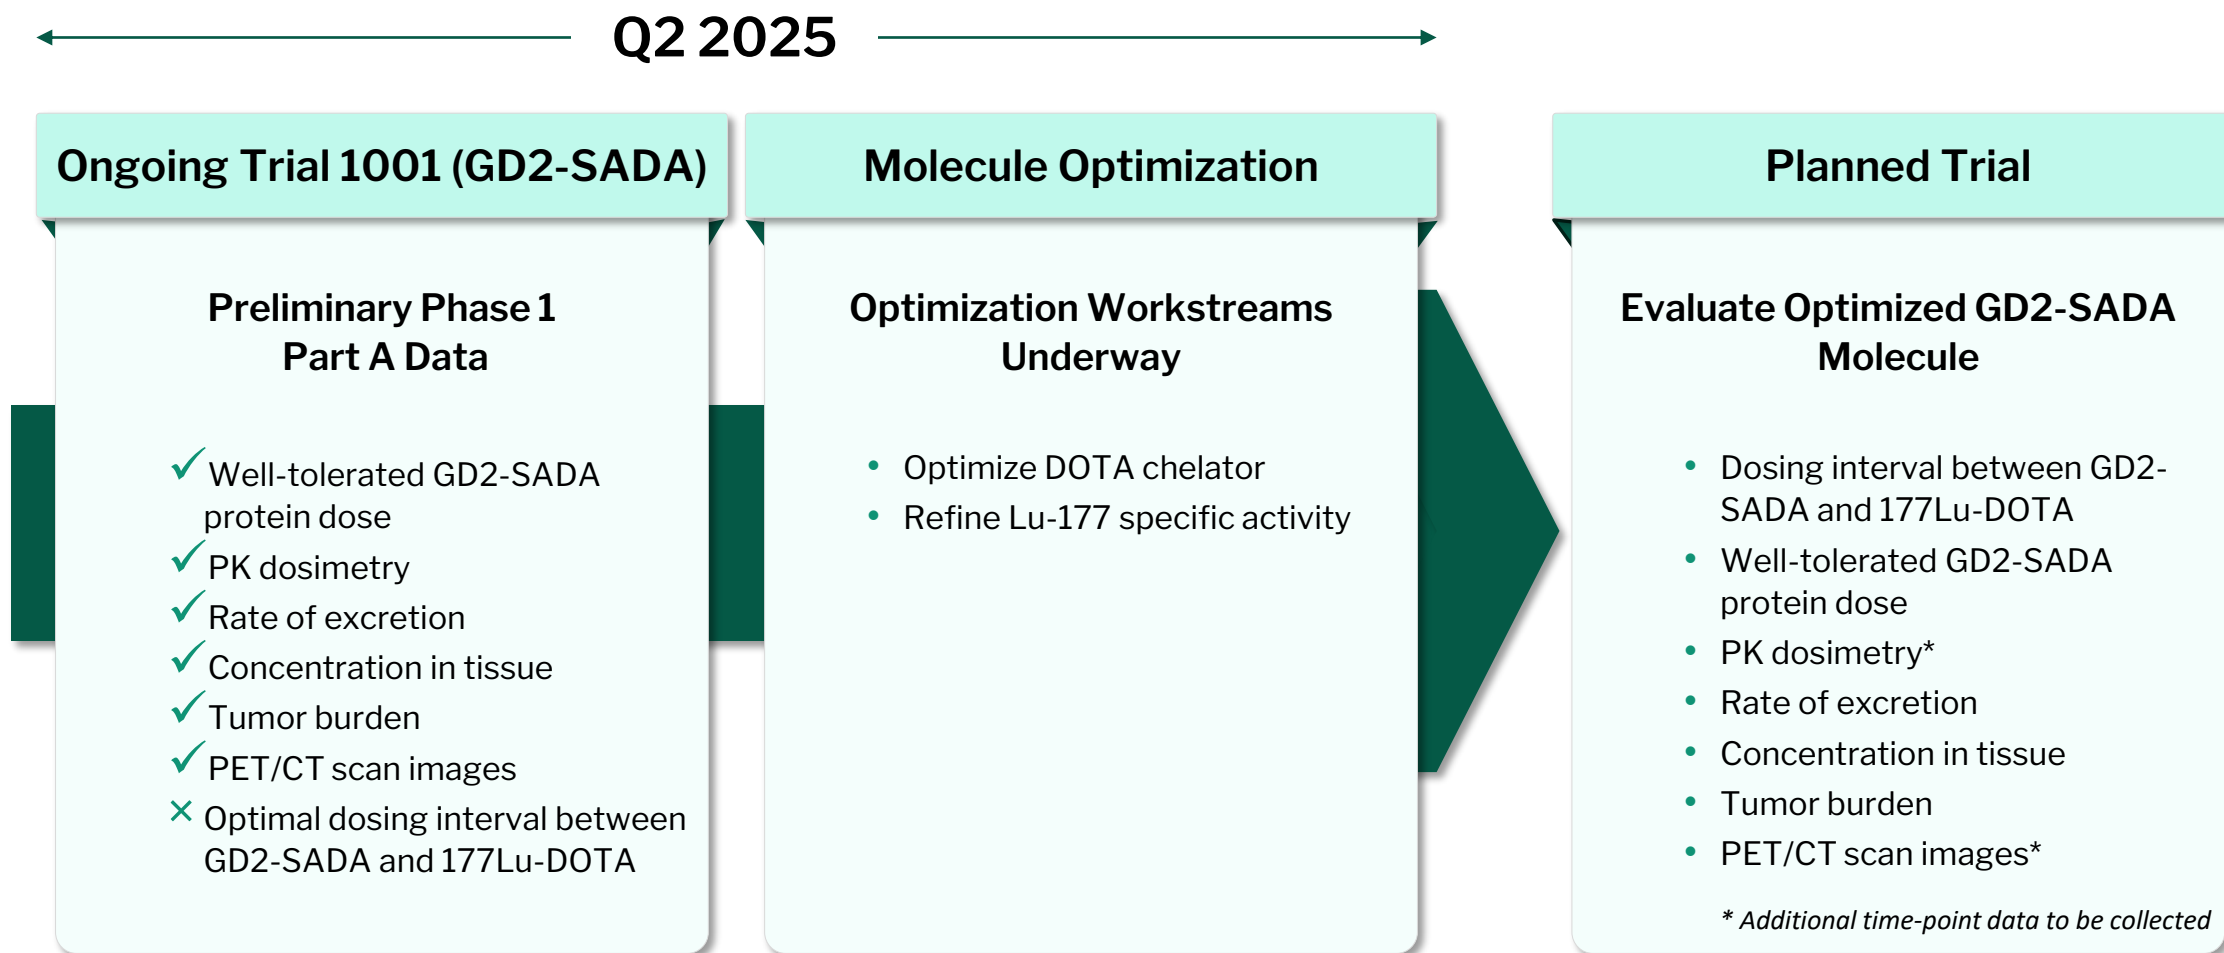 Q2 2025
Ongoing Trial 1001 (GD2-SADA)
Preliminary Phase 1
Part A Data
✓ Well-tolerated GD2-SADA
protein dose
✓ PK dosimetry
✓ Rate of excretion
✓ Concentration in tissue
✓ Tumor burden
✓ PET/CT scan images
× Optimal dosing interval between
GD2-SADA and 177Lu-DOTA
Molecule Optimization
Optimization Workstreams
Underway
• Optimize DOTA chelator
• Refine Lu-177 specific activity
Planned Trial
Evaluate Optimized GD2-SADA
Molecule
• Dosing interval between GD2-
SADA and 177Lu-DOTA
• Well-tolerated GD2-SADA
protein dose
• PK dosimetry*
• Rate of excretion
• Concentration in tissue
• Tumor burden
• PET/CT scan images*
* Additional time-point data to be collected